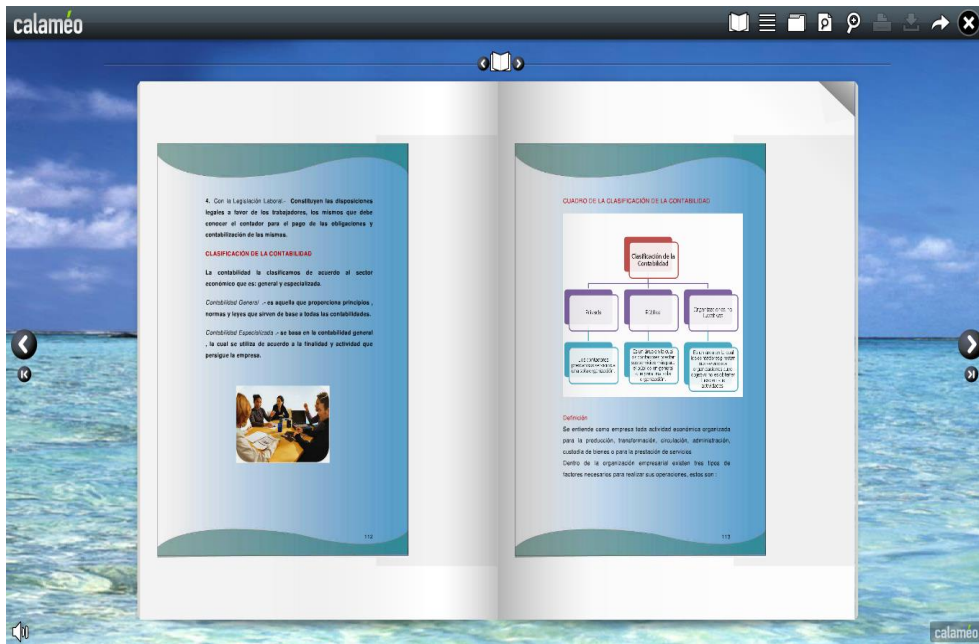 calaméo
4. Con la Legislación Laboral.- Constituyen las disposiciones
legales a favor de los trabajadores, los mismos que debe
conocer el contador para el pago de las obligaciones y
contabilización de las mismas.
CLASIFICACIÓN DE LA CONTABILIDAD
La contabilidad la clasificamos de acuerdo al sector
económico que es: general y especializada.
Contabilidad General .- es aquella que proporciona principios ,
normas y leyes que sirven de base a todas las contabilidades.
Contabilidad Especializada .- se basa en la contabilidad general
, la cual se utiliza de acuerdo a la finalidad y actividad que
persigue la empresa.
112
CUADRO DE LA CLASIFICACIÓN DE LA CONTABILIDAD
Clasificación de la
Contabilidad
Privada
Pública
Organizaciones no
Los contadores
organización.
organización.
actividades.
Definición
Se entiende como empresa toda actividad económica organizada
para la producción, transformación, circulación, administración,
custodia de bienes o para la prestación de servicios
Dentro de la organización empresarial existen tres tipos de
factores necesarios para realizar sus operaciones, estos son :
113
calaméo